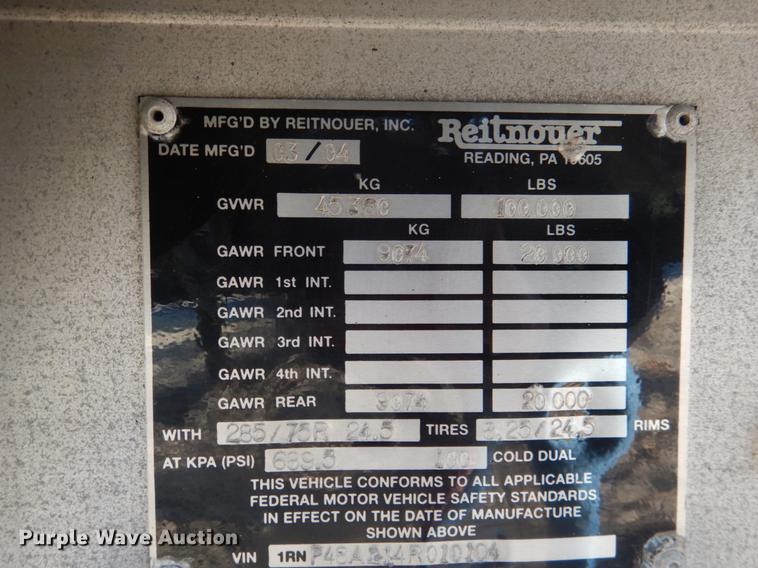 MFG'D BY REITNOUER, INC. Reitnouer
DATE MFG'D 03/04 READING, PA 19605
KG LBS
GVWR 45360 100000
KG LBS
GAWR FRONT 9074 20000
GAWR 1st INT.
GAWR 2nd INT.
GAWR 3rd INT.
GAWR 4th INT.
GAWR REAR 9074 20000
WITH 285/75R 24.5 TIRES 8.25/24.5 RIMS
AT KPA (PSI) 689.5 100 COLD DUAL
THIS VEHICLE CONFORMS TO ALL APPLICABLE
FEDERAL MOTOR VEHICLE SAFETY STANDARDS
IN EFFECT ON THE DATE OF MANUFACTURE
SHOWN ABOVE
VIN 1RN
Purple Wave Auction